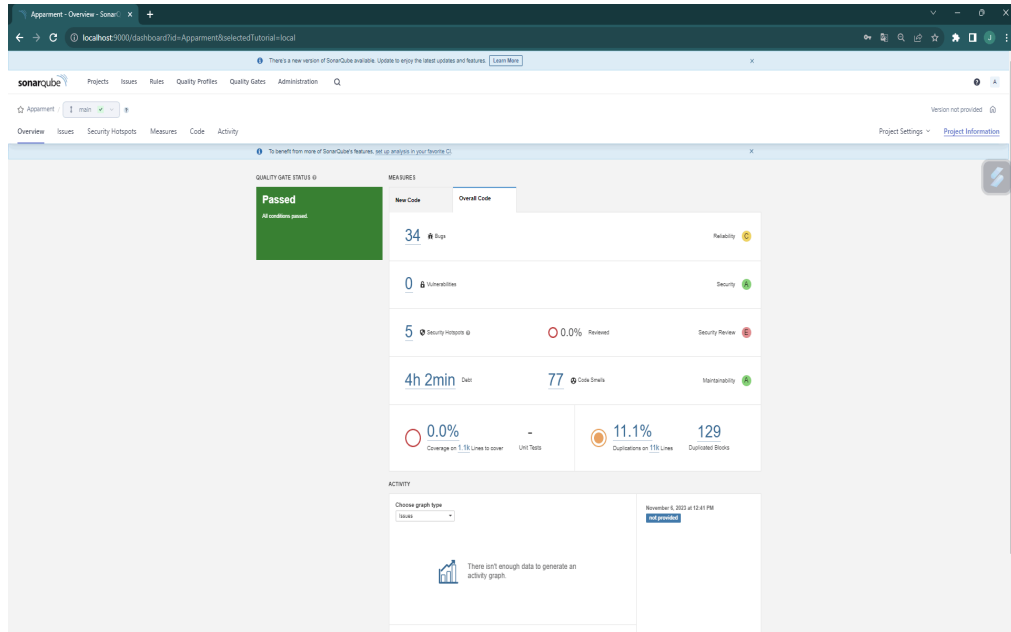 Apparment - Overview - SonarQ
localhost:9000/dashboard?id=Apparment&selectedTutorial=local
There's a new version of SonarQube available. Update to enjoy the latest updates and features. Learn More
sonarqube Projects Issues Rules Quality Profiles Quality Gates Administration A
Apparment main Version not provided
Overview Issues Security Hotspots Measures Code Activity Project Settings Project Information
To benefit from more of SonarQube's features, set up analysis in your favorite CI.
QUALITY GATE STATUS MEASURES
Passed
All conditions passed.
New Code Overall Code
34 Bugs Reliability C
0 Vulnerabilities Security A
5 Security Hotspots 0.0% Reviewed Security Review E
4h 2min Debt 77 Code Smells Maintainability A
0.0% - 11.1% 129
Coverage on 1.1k Lines to cover Unit Tests Duplications on 11k Lines Duplicated Blocks
ACTIVITY
Choose graph type
Issues
November 6, 2023 at 12:41 PM
not provided
There isn't enough data to generate an
activity graph.